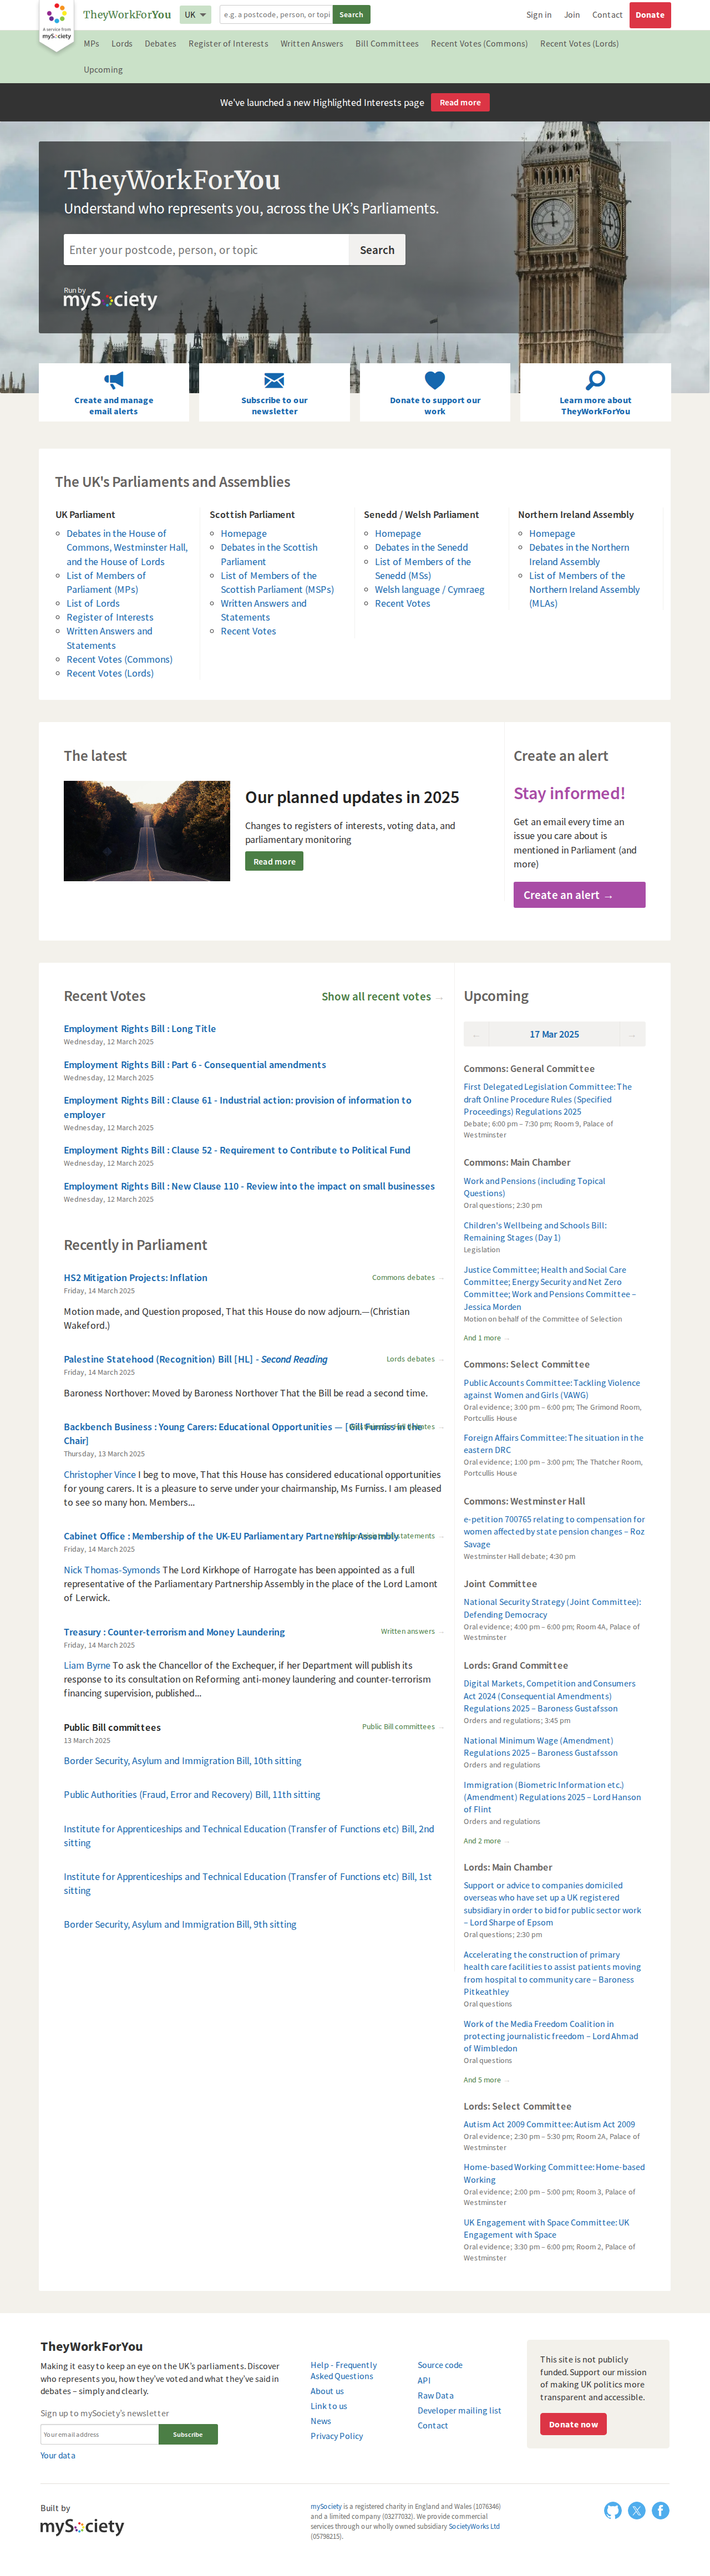 A service from
mySociety
TheyWorkForYou
UK
e.g. a postcode, person, or topi
Search
Sign in
Join
Contact
Donate
MPs
Lords
Debates
Register of Interests
Written Answers
Bill Committees
Recent Votes (Commons)
Recent Votes (Lords)
Upcoming
We've launched a new Highlighted Interests page
Read more
TheyWorkForYou
Understand who represents you, across the UK’s Parliaments.
Enter your postcode, person, or topic
Search
Run by
mySociety
Create and manage
email alerts
Subscribe to our
newsletter
Donate to support our
work
Learn more about
TheyWorkForYou
The UK's Parliaments and Assemblies
UK Parliament
Debates in the House of
Commons, Westminster Hall,
and the House of Lords
List of Members of
Parliament (MPs)
List of Lords
Register of Interests
Written Answers and
Statements
Recent Votes (Commons)
Recent Votes (Lords)
Scottish Parliament
Homepage
Debates in the Scottish
Parliament
List of Members of the
Scottish Parliament (MSPs)
Written Answers and
Statements
Recent Votes
Senedd / Welsh Parliament
Homepage
Debates in the Senedd
List of Members of the
Senedd (MSs)
Welsh language / Cymraeg
Recent Votes
Northern Ireland Assembly
Homepage
Debates in the Northern
Ireland Assembly
List of Members of the
Northern Ireland Assembly
(MLAs)
The latest
Our planned updates in 2025
Changes to registers of interests, voting data, and
parliamentary monitoring
Read more
Create an alert
Stay informed!
Get an email every time an
issue you care about is
mentioned in Parliament (and
more)
Create an alert →
Recent Votes
Show all recent votes →
Employment Rights Bill : Long Title
Wednesday, 12 March 2025
Employment Rights Bill : Part 6 - Consequential amendments
Wednesday, 12 March 2025
Employment Rights Bill : Clause 61 - Industrial action: provision of information to
employer
Wednesday, 12 March 2025
Employment Rights Bill : Clause 52 - Requirement to Contribute to Political Fund
Wednesday, 12 March 2025
Employment Rights Bill : New Clause 110 - Review into the impact on small businesses
Wednesday, 12 March 2025
Recently in Parliament
HS2 Mitigation Projects: Inflation
Commons debates →
Friday, 14 March 2025
Motion made, and Question proposed, That this House do now adjourn.—(Christian
Wakeford.)
Palestine Statehood (Recognition) Bill [HL] - Second Reading
Lords debates →
Friday, 14 March 2025
Baroness Northover: Moved by Baroness Northover That the Bill be read a second time.
Backbench Business : Young Carers: Educational Opportunities — [Gill Furniss in the
Chair]
Thursday, 13 March 2025
Christopher Vince I beg to move, That this House has considered educational opportunities
for young carers. It is a pleasure to serve under your chairmanship, Ms Furniss. I am pleased
to see so many hon. Members...
Cabinet Office : Membership of the UK-EU Parliamentary Partnership Assembly
statements →
Friday, 14 March 2025
Nick Thomas-Symonds The Lord Kirkhope of Harrogate has been appointed as a full
representative of the Parliamentary Partnership Assembly in the place of the Lord Lamont
of Lerwick.
Treasury : Counter-terrorism and Money Laundering
Written answers →
Friday, 14 March 2025
Liam Byrne To ask the Chancellor of the Exchequer, if her Department will publish its
response to its consultation on Reforming anti-money laundering and counter-terrorism
financing supervision, published...
Public Bill committees
Public Bill committees →
13 March 2025
Border Security, Asylum and Immigration Bill, 10th sitting
Public Authorities (Fraud, Error and Recovery) Bill, 11th sitting
Institute for Apprenticeships and Technical Education (Transfer of Functions etc) Bill, 2nd
sitting
Institute for Apprenticeships and Technical Education (Transfer of Functions etc) Bill, 1st
sitting
Border Security, Asylum and Immigration Bill, 9th sitting
Upcoming
← 17 Mar 2025 →
Commons: General Committee
First Delegated Legislation Committee: The
draft Online Procedure Rules (Specified
Proceedings) Regulations 2025
Debate; 6:00 pm – 7:30 pm; Room 9, Palace of
Westminster
Commons: Main Chamber
Work and Pensions (including Topical
Questions)
Oral questions; 2:30 pm
Children's Wellbeing and Schools Bill:
Remaining Stages (Day 1)
Legislation
Justice Committee; Health and Social Care
Committee; Energy Security and Net Zero
Committee; Work and Pensions Committee –
Jessica Morden
Motion on behalf of the Committee of Selection
And 1 more →
Commons: Select Committee
Public Accounts Committee: Tackling Violence
against Women and Girls (VAWG)
Oral evidence; 3:00 pm – 6:00 pm; The Grimond Room,
Portcullis House
Foreign Affairs Committee: The situation in the
eastern DRC
Oral evidence; 1:00 pm – 3:00 pm; The Thatcher Room,
Portcullis House
Commons: Westminster Hall
e-petition 700765 relating to compensation for
women affected by state pension changes – Roz
Savage
Westminster Hall debate; 4:30 pm
Joint Committee
National Security Strategy (Joint Committee):
Defending Democracy
Oral evidence; 4:00 pm – 6:00 pm; Room 4A, Palace of
Westminster
Lords: Grand Committee
Digital Markets, Competition and Consumers
Act 2024 (Consequential Amendments)
Regulations 2025 – Baroness Gustafsson
Orders and regulations; 3:45 pm
National Minimum Wage (Amendment)
Regulations 2025 – Baroness Gustafsson
Orders and regulations
Immigration (Biometric Information etc.)
(Amendment) Regulations 2025 – Lord Hanson
of Flint
Orders and regulations
And 2 more →
Lords: Main Chamber
Support or advice to companies domiciled
overseas who have set up a UK registered
subsidiary in order to bid for public sector work
– Lord Sharpe of Epsom
Oral questions; 2:30 pm
Accelerating the construction of primary
health care facilities to assist patients moving
from hospital to community care – Baroness
Pitkeathley
Oral questions
Work of the Media Freedom Coalition in
protecting journalistic freedom – Lord Ahmad
of Wimbledon
Oral questions
And 5 more →
Lords: Select Committee
Autism Act 2009 Committee: Autism Act 2009
Oral evidence; 2:30 pm – 5:30 pm; Room 2A, Palace of
Westminster
Home-based Working Committee: Home-based
Working
Oral evidence; 2:00 pm – 5:00 pm; Room 3, Palace of
Westminster
UK Engagement with Space Committee: UK
Engagement with Space
Oral evidence; 3:30 pm – 6:00 pm; Room 2, Palace of
Westminster
TheyWorkForYou
Making it easy to keep an eye on the UK’s parliaments. Discover
who represents you, how they’ve voted and what they’ve said in
debates – simply and clearly.
Sign up to mySociety's newsletter
Your email address
Subscribe
Your data
Help - Frequently
Asked Questions
About us
Link to us
News
Privacy Policy
Source code
API
Raw Data
Developer mailing list
Contact
This site is not publicly
funded. Support our mission
of making UK politics more
transparent and accessible.
Donate now
Built by
mySociety
mySociety is a registered charity in England and Wales (1076346)
and a limited company (03277032). We provide commercial
services through our wholly owned subsidiary SocietyWorks Ltd
(05798215).